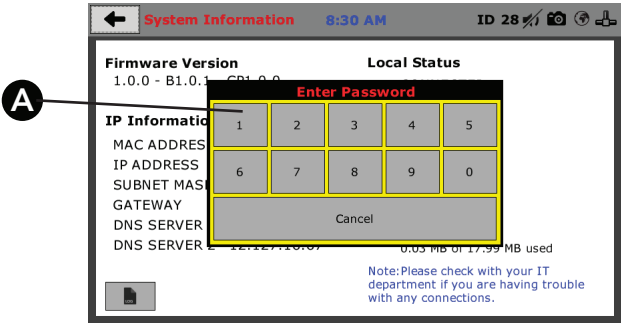 System Information 8:30 AM ID 28
Firmware Version Local Status
1.0.0 - B1.0.1
A
Enter Password
IP Information
1 2 3 4 5
MAC ADDRES
IP ADDRESS
6 7 8 9 0
SUBNET MAS
GATEWAY
Cancel
DNS SERVER
DNS SERVER
0.03 MB of 17.99 MB used
Note:Please check with your IT
department if you are having trouble
with any connections.